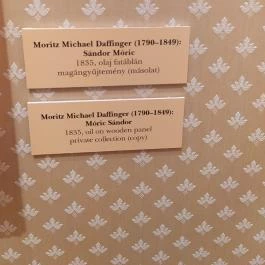 Moritz Michael Daffinger (1790–1849):
Sándor Móric
1835, olaj fatáblán
magángyűjtemény (másolat)
Moritz Michael Daffinger (1790–1849):
Móric Sándor
1835, oil on wooden panel
private collection (copy)